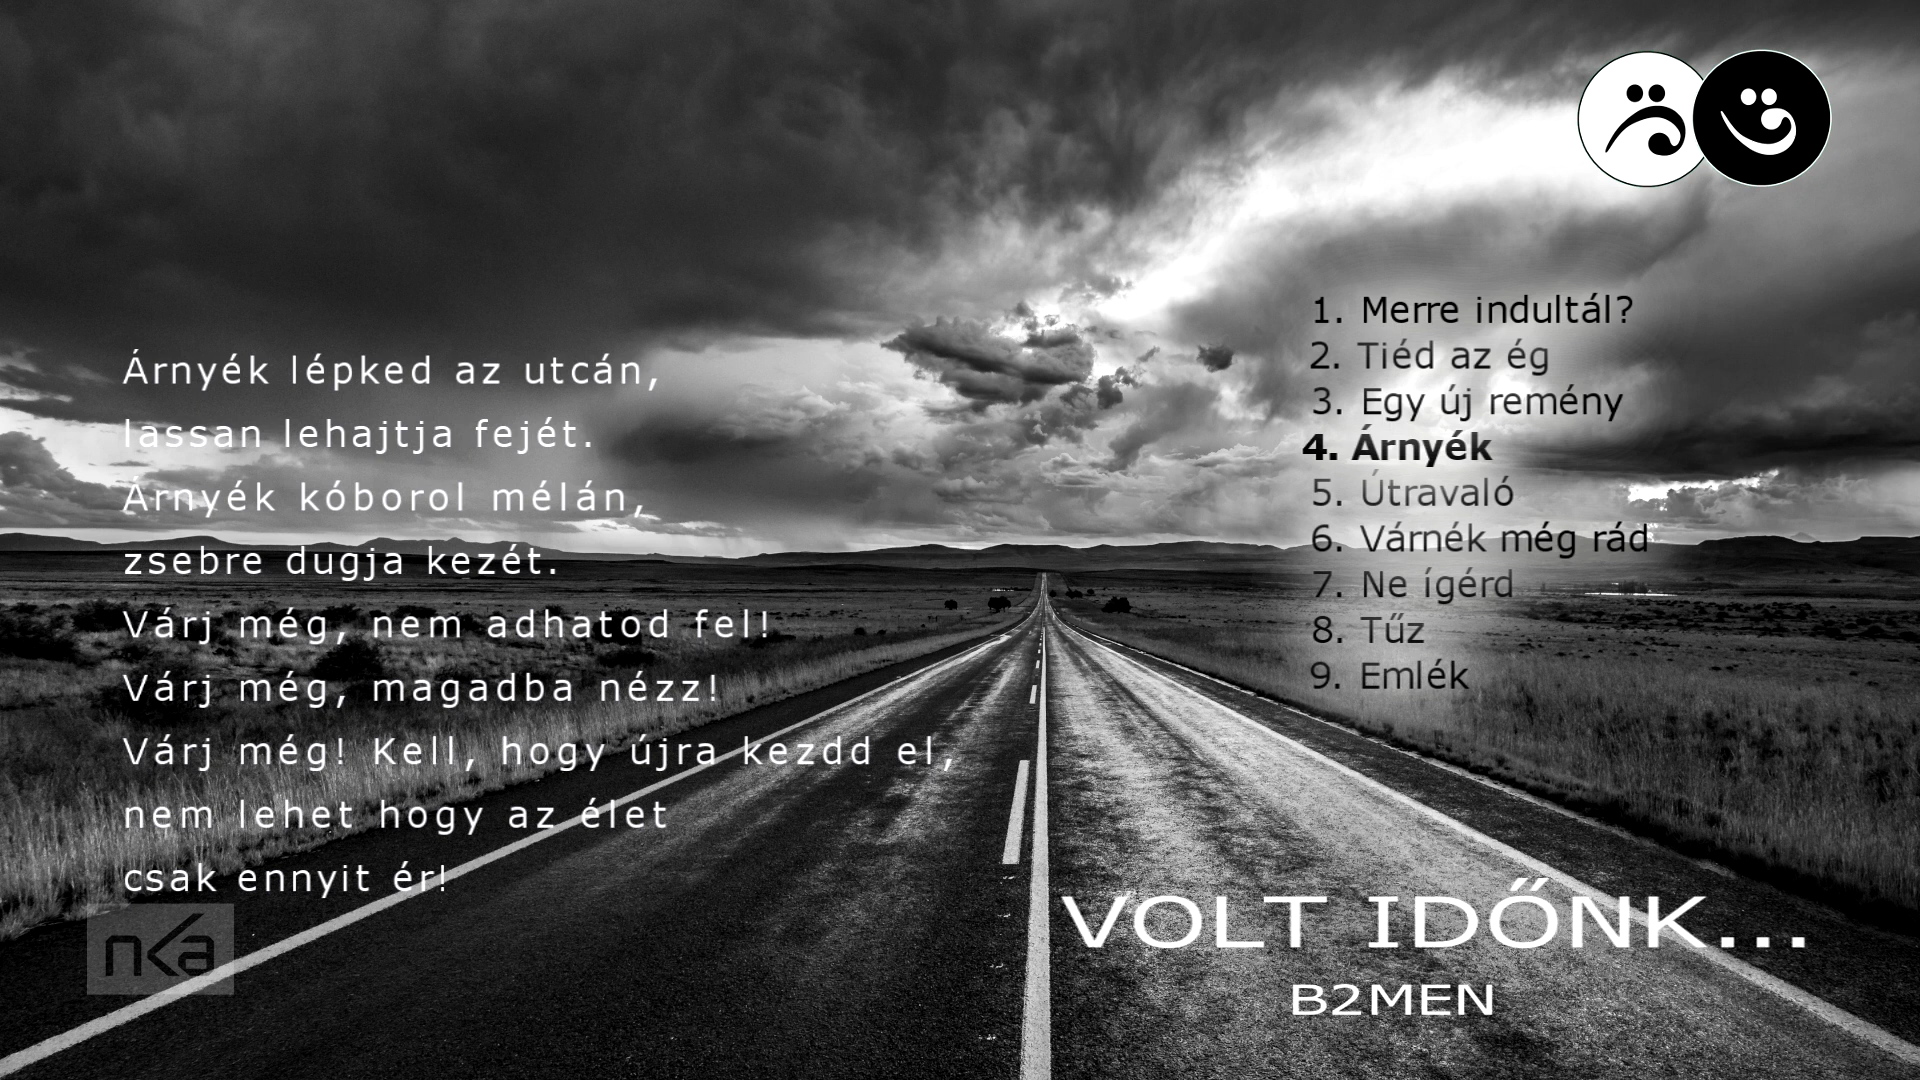 Árnyék lépked az utcán,
lassan lehajtja fejét.
Árnyék kóborol mélán,
zsebre dugja kezét.
Várj még, nem adhatod fel!
Várj még, magadba nézz!
Várj még! Kell, hogy újra kezdd el,
nem lehet hogy az élet
csak ennyit ér!
nka
1. Merre indultál?
2. Tiéd az ég
3. Egy új remény
4. Árnyék
5. Útravaló
6. Várnék még rád
7. Ne ígérd
8. Tűz
9. Emlék
VOLT IDŐNK...
B2MEN